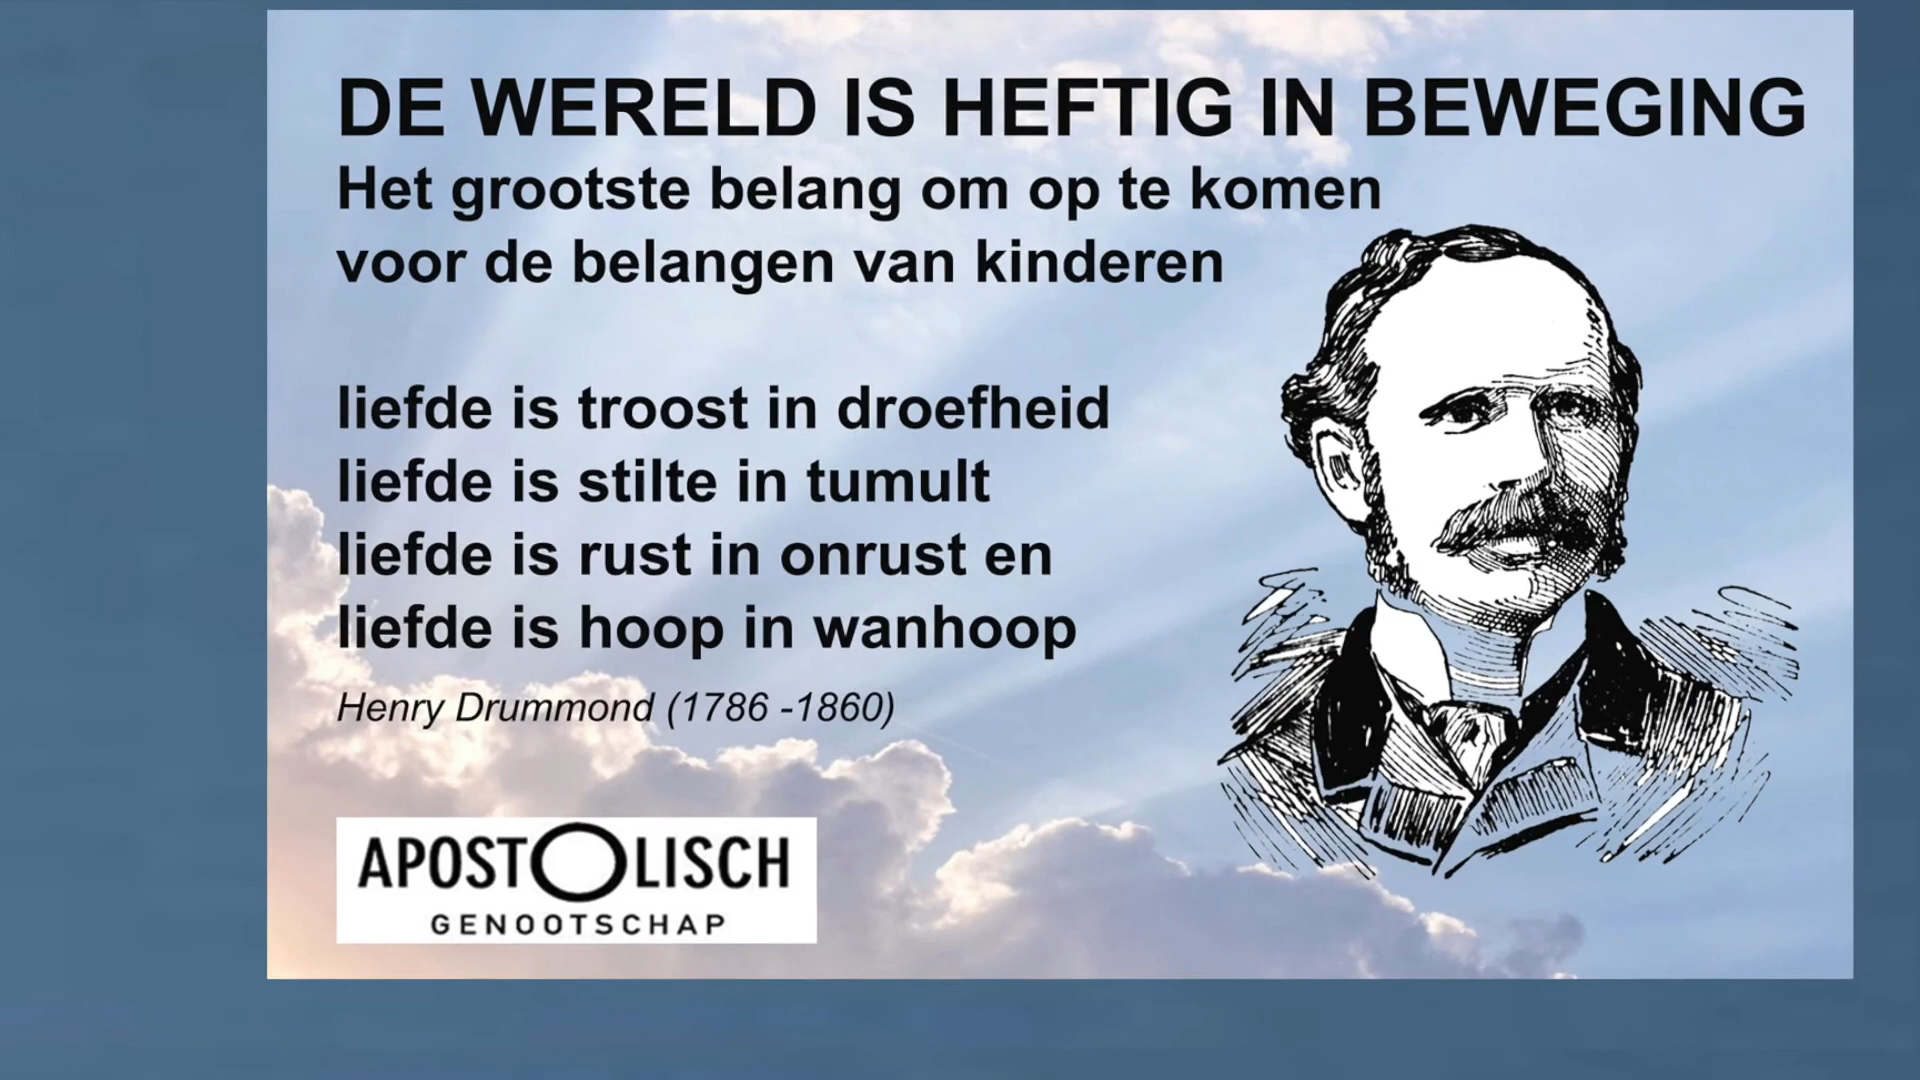 DE WERELD IS HEFTIG IN BEWEGING
Het grootste belang om op te komen
voor de belangen van kinderen
liefde is troost in droefheid
liefde is stilte in tumult
liefde is rust in onrust en
liefde is hoop in wanhoop
Henry Drummond (1786 -1860)
APOSTOLISCH
GENOOTSCHAP